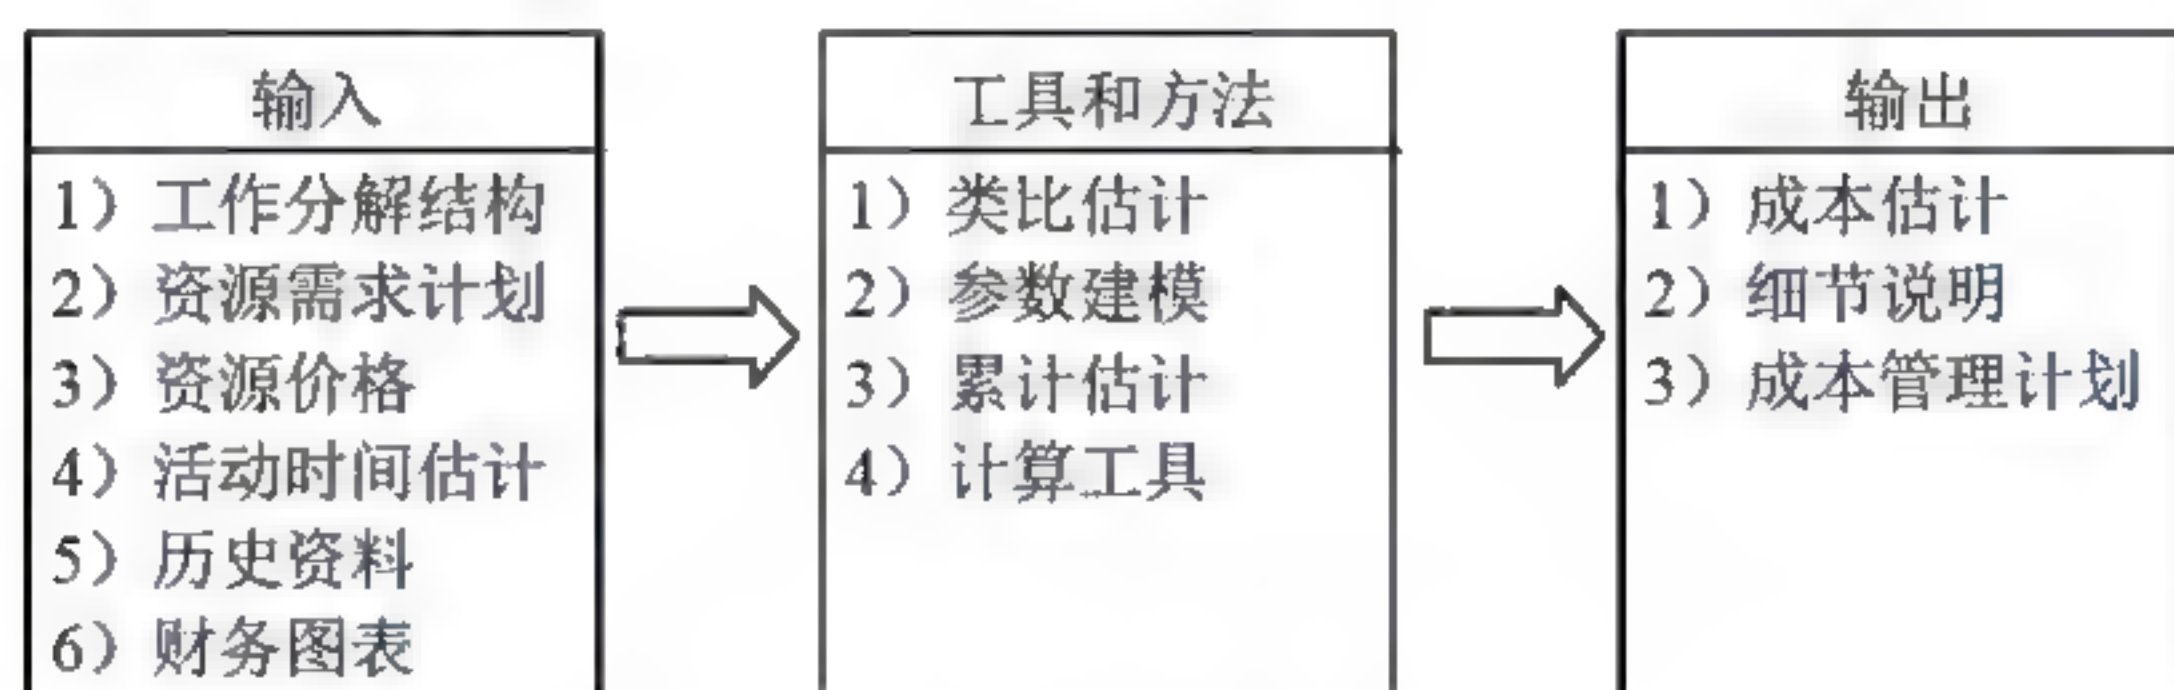 输入
1）工作分解结构
2）资源需求计划
3）资源价格
4）活动时间估计
5）历史资料
6）财务图表
工具和方法
1）类比估计
2）参数建模
3）累计估计
4）计算工具
输出
1）成本估计
2）细节说明
3）成本管理计划